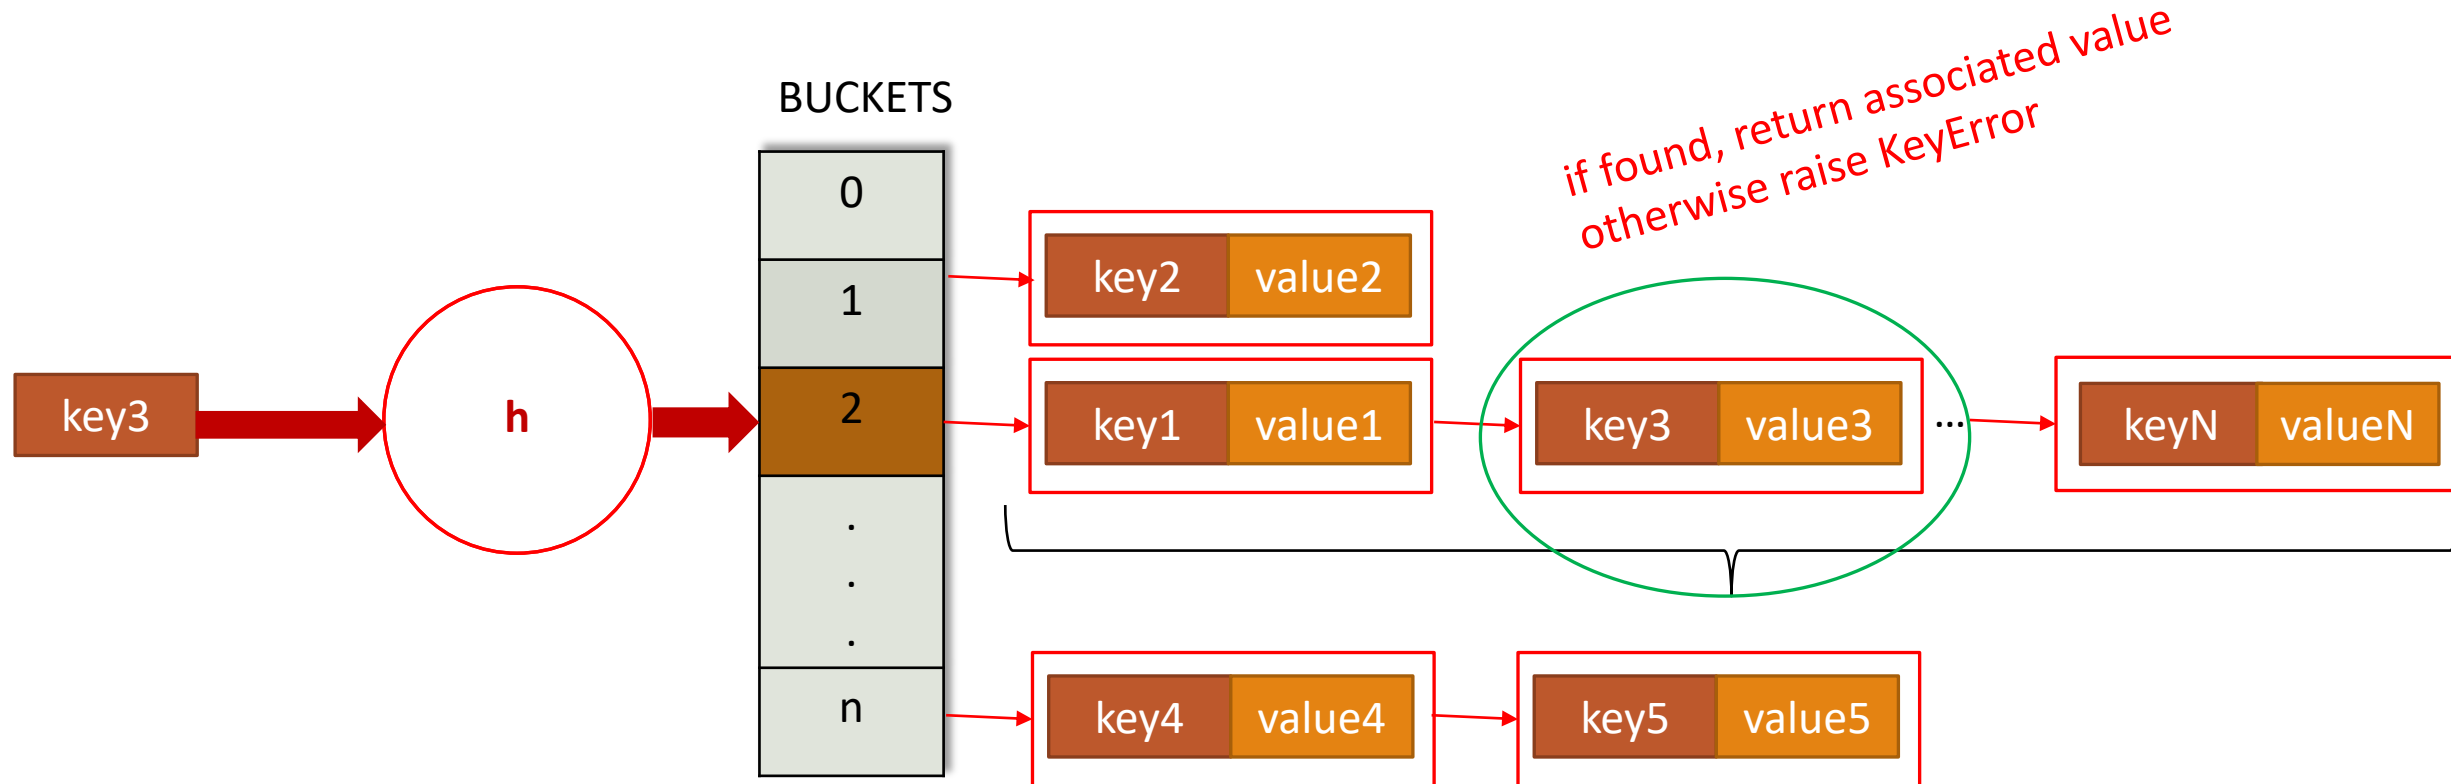 if found, return associated value
otherwise raise KeyError
BUCKETS
0
key2 value2
1
key3
h
2
key1 value1
key3 value3
...
keyN valueN
.
.
.
n
key4 value4
key5 value5